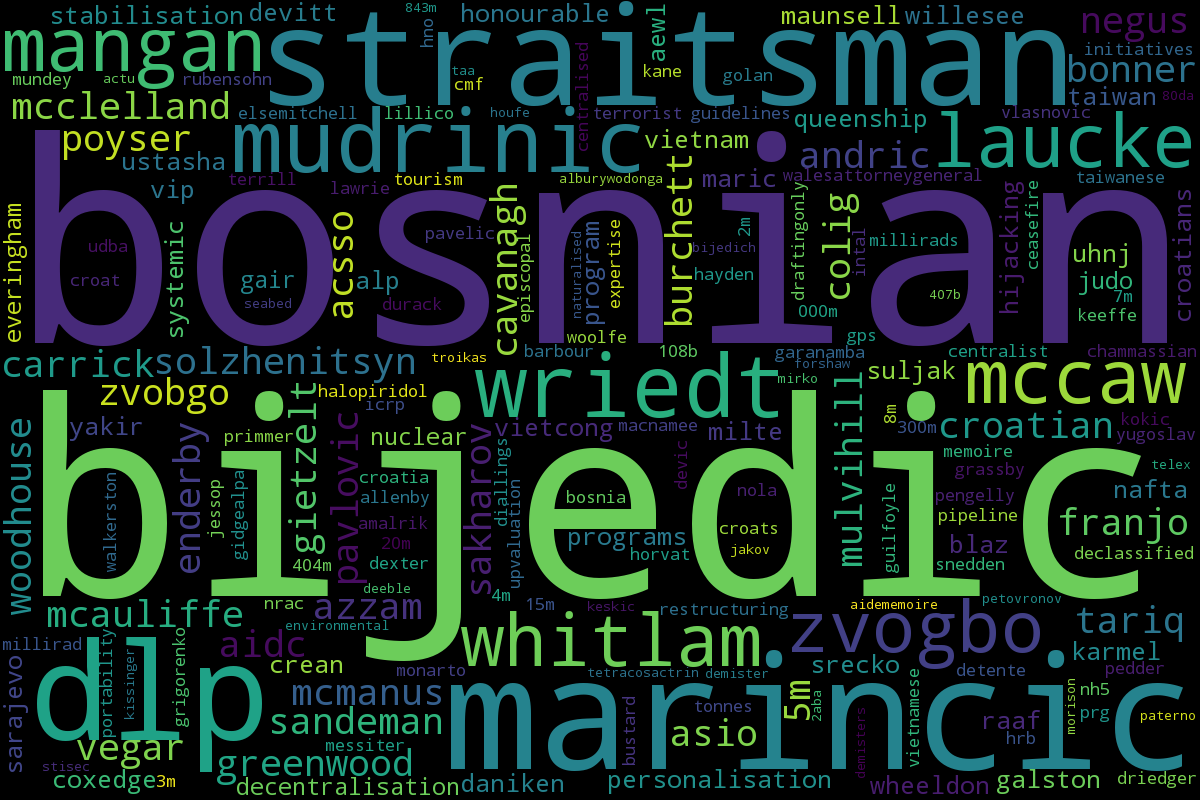 stabilisation
devitt
843m
hno
honourable
aewl
maunsell
willesee
negus
mangan
straitsman
initiatives
mundey
actu
rubensohn
taa
cmf
kane
golan
bonner
taiwan
80da
mcclelland
elsemitchell
lillico
houfe
centralised
terrorist
guidelines
queenship
vlasnovic
poyser
mudrinic
vietnam
andric
laucke
ustasha
vip
terrill
lawrie
tourism
alburywodonga
maric
walesattorneygeneral
taiwanese
bosnian
everingham
udba
croat
systemic
gair
seabed
acsso
alp
pavelic
durack
cavanagh
episcopal
naturalised
program
expertise
burchett
2m
bijedich
hayden
draftingonly
000m
colig
intal
millirads
407b
hijacking
ceasefire
uhnj
judo
7m
keeffe
croatians
gps
woolfe
carrick
solzhenitsyn
troikas
barbour
108b
garanamba
forshaw
centralist
chammassian
zvobgo
halopiridol
wriedt
mirko
suljak
mccaw
bijedic
woodhouse
yakir
icrp
primmer
nuclear
vietcong
macnamee
milte
mulvihill
8m
300m
croatian
kokic
yugoslav
enderby
walkerston
jessop
gidgealpa
gietzelt
404m
pavlovic
croatia
allenby
amalrik
20m
dexter
deeble
sakharov
diallings
upvaluation
bosnia
programs
horvat
devic
nola
croats
jakov
guilfoyle
memoire
grassby
telex
pengelly
nafta
pipeline
franjo
blaz
declassified
snedden
mcauliffe
nrac
azzam
4m
15m
keskic
restructuring
aidememoire
petovronov
environmental
dlp
millirad
sarajevo
portability
kissinger
grigorenko
aidc
crean
monarto
whitlam
zvogbo
tariq
karmel
srecko
detente
pedder
tetracosactrin
demister
mcmanus
marincic
5m
2aba
sandeman
bustard
tonnes
asio
demisters
vietnamese
raaf
hrb
morison
nh5
prg
paterno
vegar
messiter
stisec
coxedge
3m
greenwood
decentralisation
daniken
personalisation
wheeldon
galston
driedger